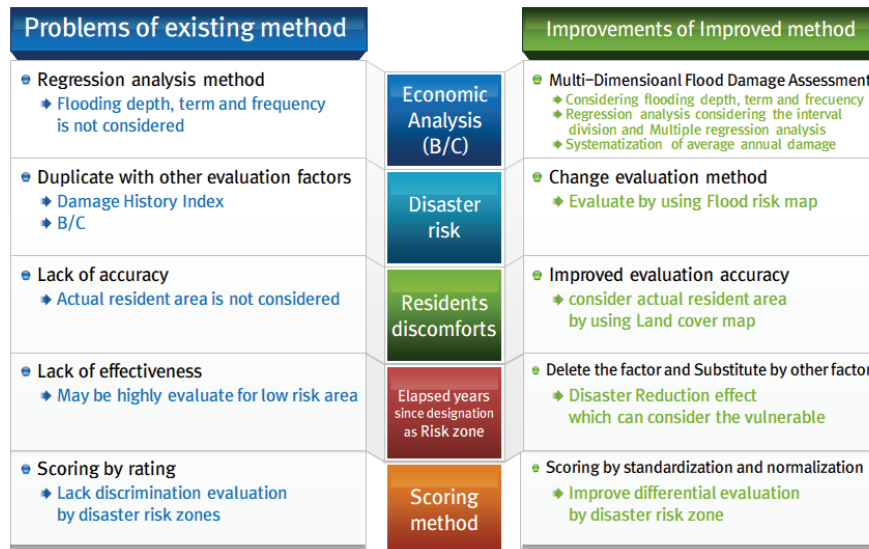 Problems of existing method
Improvements of Improved method
Regression analysis method
Flooding depth, term and frequency
is not considered
Economic
Analysis
(B/C)
Multi-Dimensioanl Flood Damage Assessment
Considering flooding depth, term and frecuency
Regression analysis considering the interval
division and Multiple regression analysis
Systematization of average annual damage
Duplicate with other evaluation factors
Damage History Index
B/C
Disaster
risk
Change evaluation method
Evaluate by using Flood risk map
Lack of accuracy
Actual resident area is not considered
Residents
discomforts
Improved evaluation accuracy
consider actual resident area
by using Land cover map
Lack of effectiveness
May be highly evaluate for low risk area
Elapsed years
since designation
as Risk zone
Delete the factor and Substitute by other factor
Disaster Reduction effect
which can consider the vulnerable
Scoring by rating
Lack discrimination evaluation
by disaster risk zones
Scoring
method
Scoring by standardization and normalization
Improve differential evaluation
by disaster risk zone